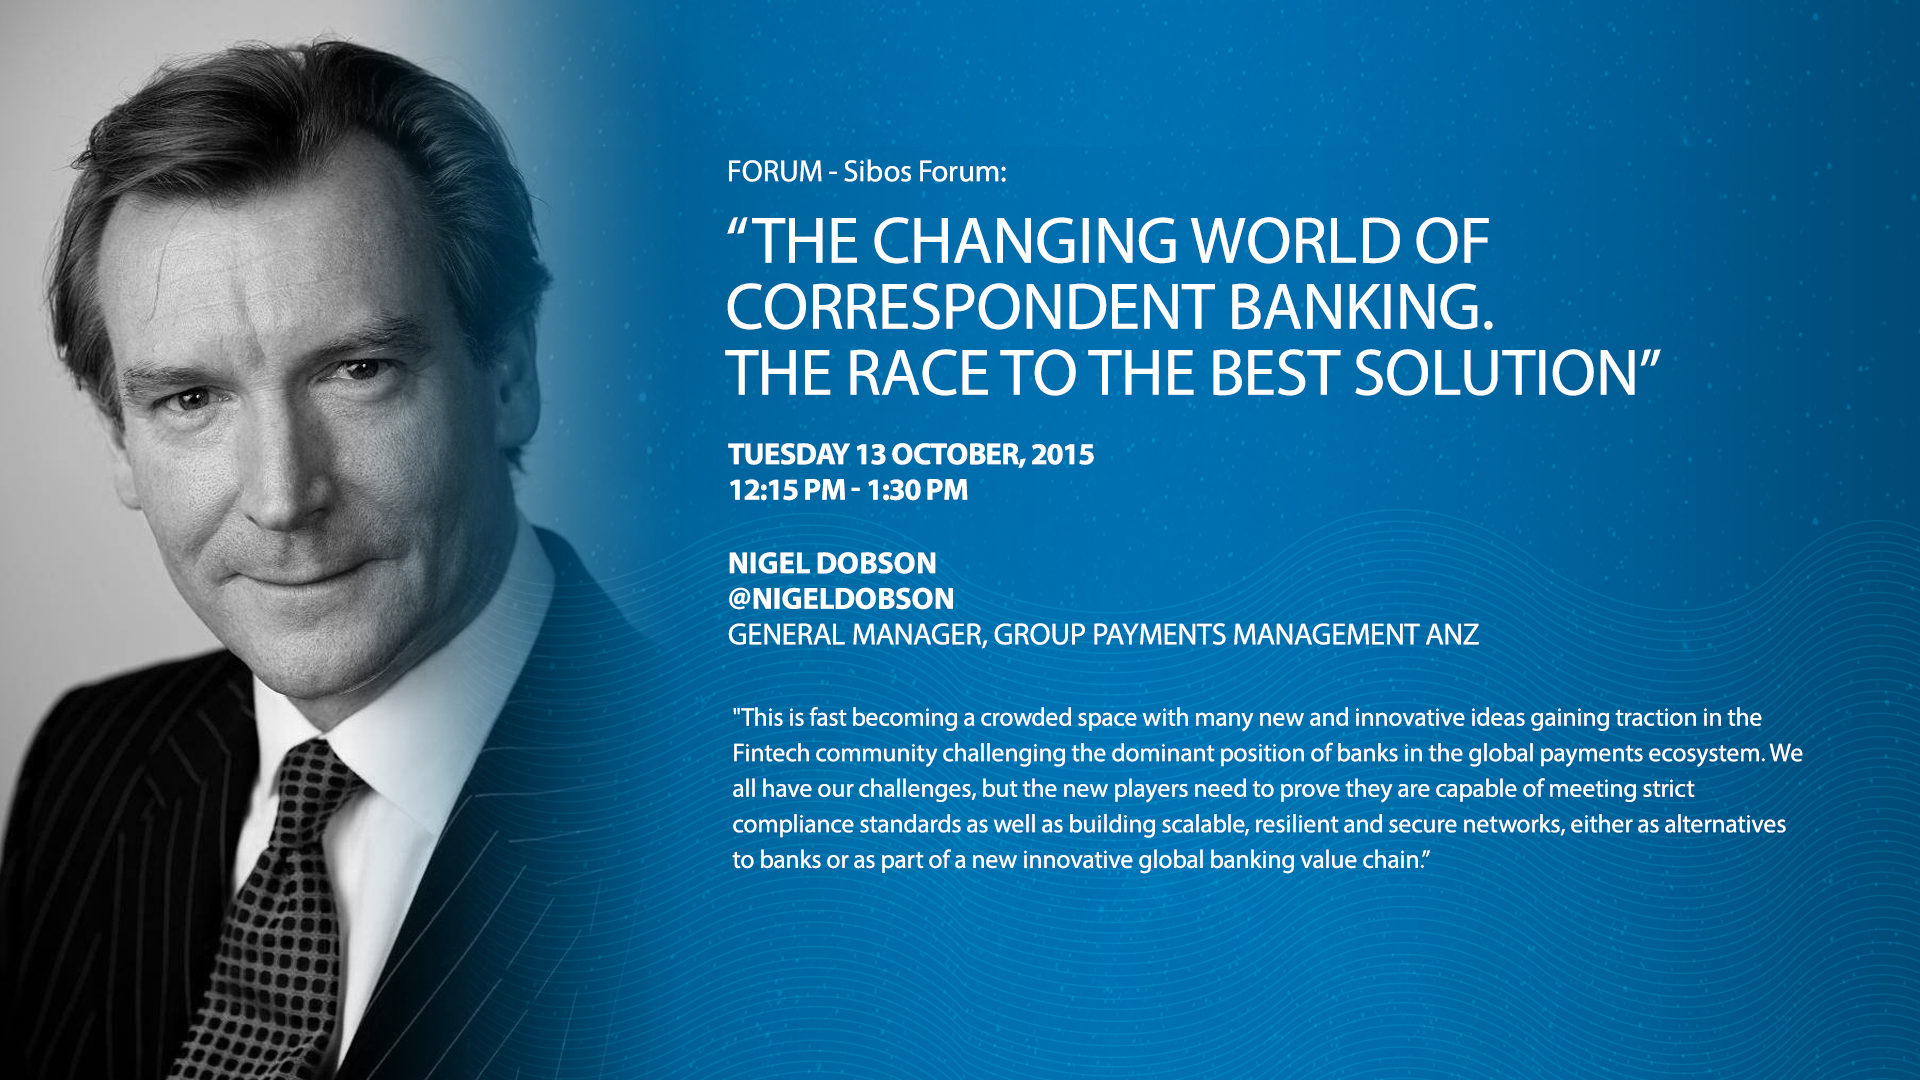 FORUM - Sibos Forum:
“THE CHANGING WORLD OF
CORRESPONDENT BANKING.
THE RACE TO THE BEST SOLUTION”
TUESDAY 13 OCTOBER, 2015
12:15 PM - 1:30 PM
NIGEL DOBSON
@NIGELDOBSON
GENERAL MANAGER, GROUP PAYMENTS MANAGEMENT ANZ
"This is fast becoming a crowded space with many new and innovative ideas gaining traction in the
Fintech community challenging the dominant position of banks in the global payments ecosystem. We
all have our challenges, but the new players need to prove they are capable of meeting strict
compliance standards as well as building scalable, resilient and secure networks, either as alternatives
to banks or as part of a new innovative global banking value chain.”